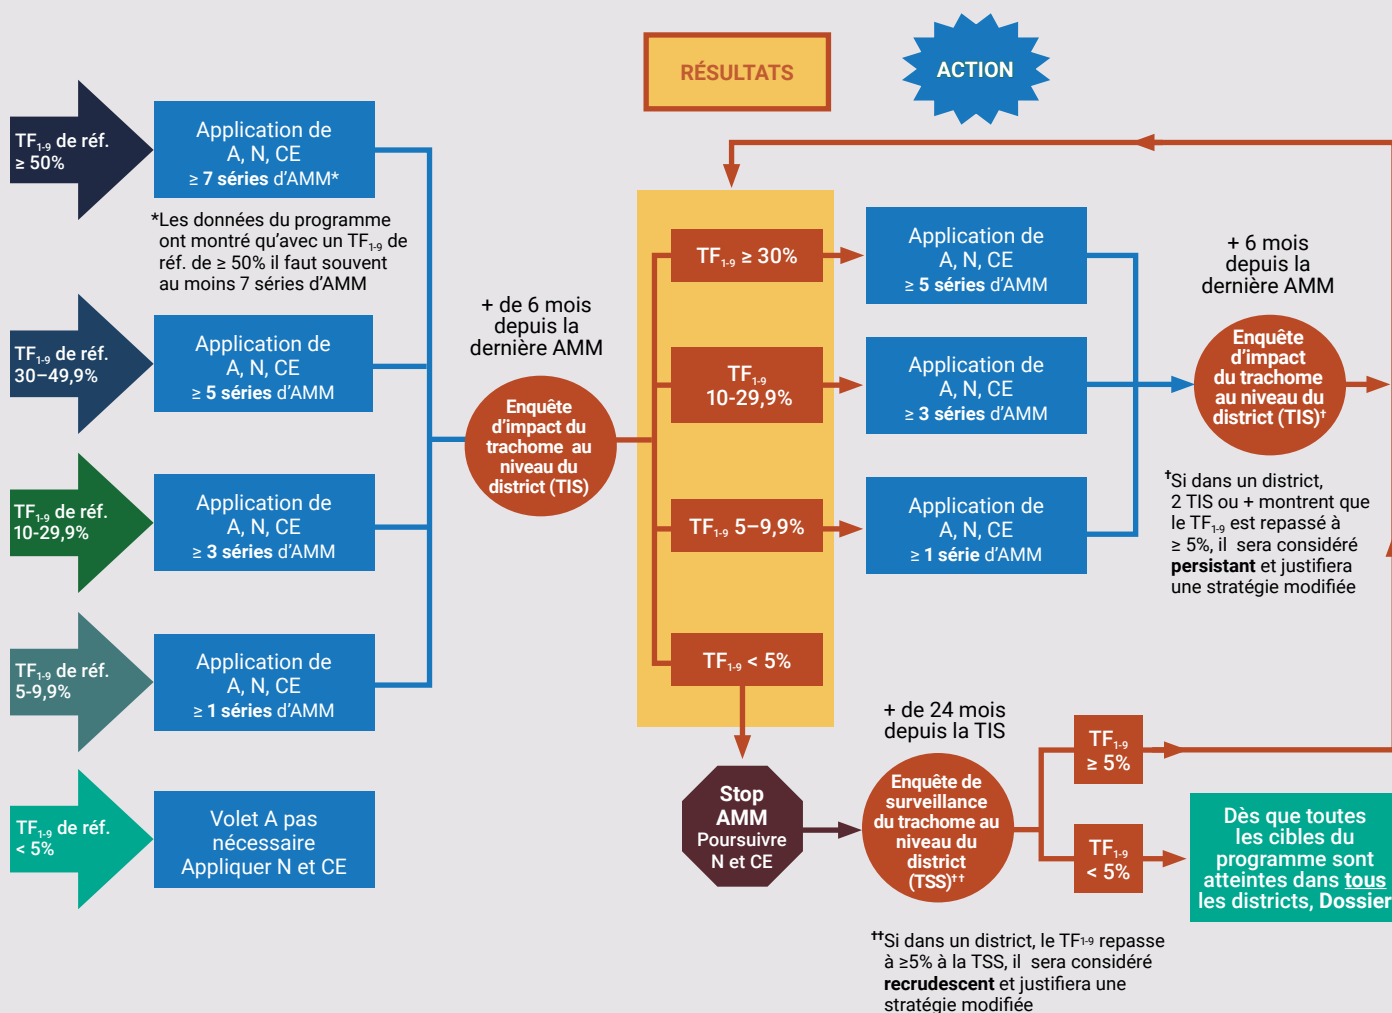 RÉSULTATS
ACTION
TF1-9 de réf.
≥ 50%
Application de
A, N, CE
≥ 7 séries d’AMM*
*Les données du programme
ont montré qu’avec un TF1-9 de
réf. de ≥ 50% il faut souvent
au moins 7 séries d’AMM
TF1-9 de réf.
30–49,9%
Application de
A, N, CE
≥ 5 séries d’AMM
TF1-9 de réf.
10-29,9%
Application de
A, N, CE
≥ 3 séries d’AMM
TF1-9 de réf.
5-9,9%
Application de
A, N, CE
≥ 1 séries d’AMM
TF1-9 de réf.
< 5%
Volet A pas
nécessaire
Appliquer N et CE
+ de 6 mois
depuis la
dernière AMM
Enquête
d’impact du
trachome au
niveau du
district (TIS)
TF1-9 ≥ 30%
TF1-9
10-29,9%
TF1-9 5–9,9%
TF1-9 < 5%
Application de
A, N, CE
≥ 5 séries d’AMM
Application de
A, N, CE
≥ 3 séries d’AMM
Application de
A, N, CE
≥ 1 série d’AMM
+ 6 mois
depuis la
dernière AMM
Enquête
d’impact
du trachome
au niveau du
district (TIS)†
†Si dans un district,
2 TIS ou + montrent que
le TF1-9 est repassé à
≥ 5%, il sera considéré
persistant et justifiera
une stratégie modifiée
Stop
AMM
Poursuivre
N et CE
+ de 24 mois
depuis la TIS
Enquête de
surveillance
du trachome au
niveau du
district
(TSS)††
TF1-9
≥ 5%
TF1-9
< 5%
Dès que toutes
les cibles du
programme sont
atteintes dans tous
les districts, Dossier
††Si dans un district, le TF1-9 repasse
à ≥5% à la TSS, il sera considéré
recrudescent et justifiera une
stratégie modifiée